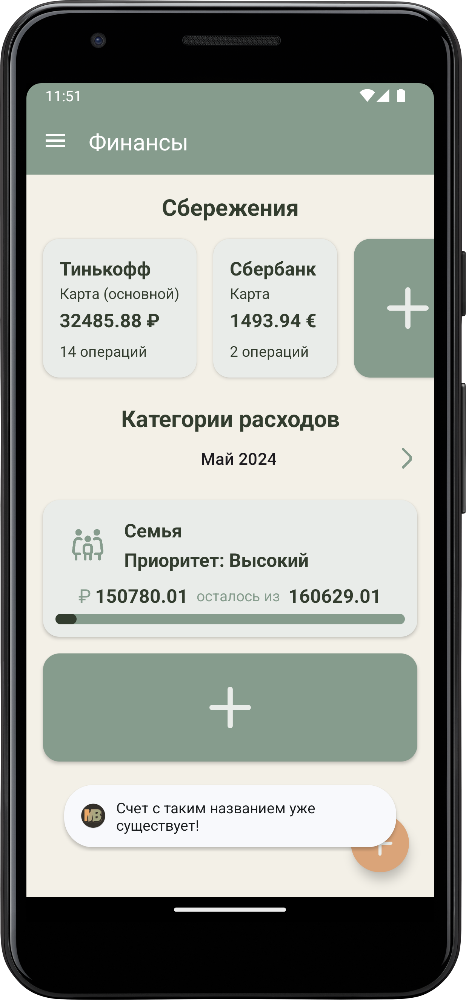 11:51
Финансы
Сбережения
Тинькофф
Карта (основной)
32485.88 ₽
14 операций
Сбербанк
Карта
1493.94 €
2 операций
Категории расходов
Май 2024
Семья
Приоритет: Высокий
₽ 150780.01 осталось из 160629.01
MB
Счет с таким названием уже
существует!